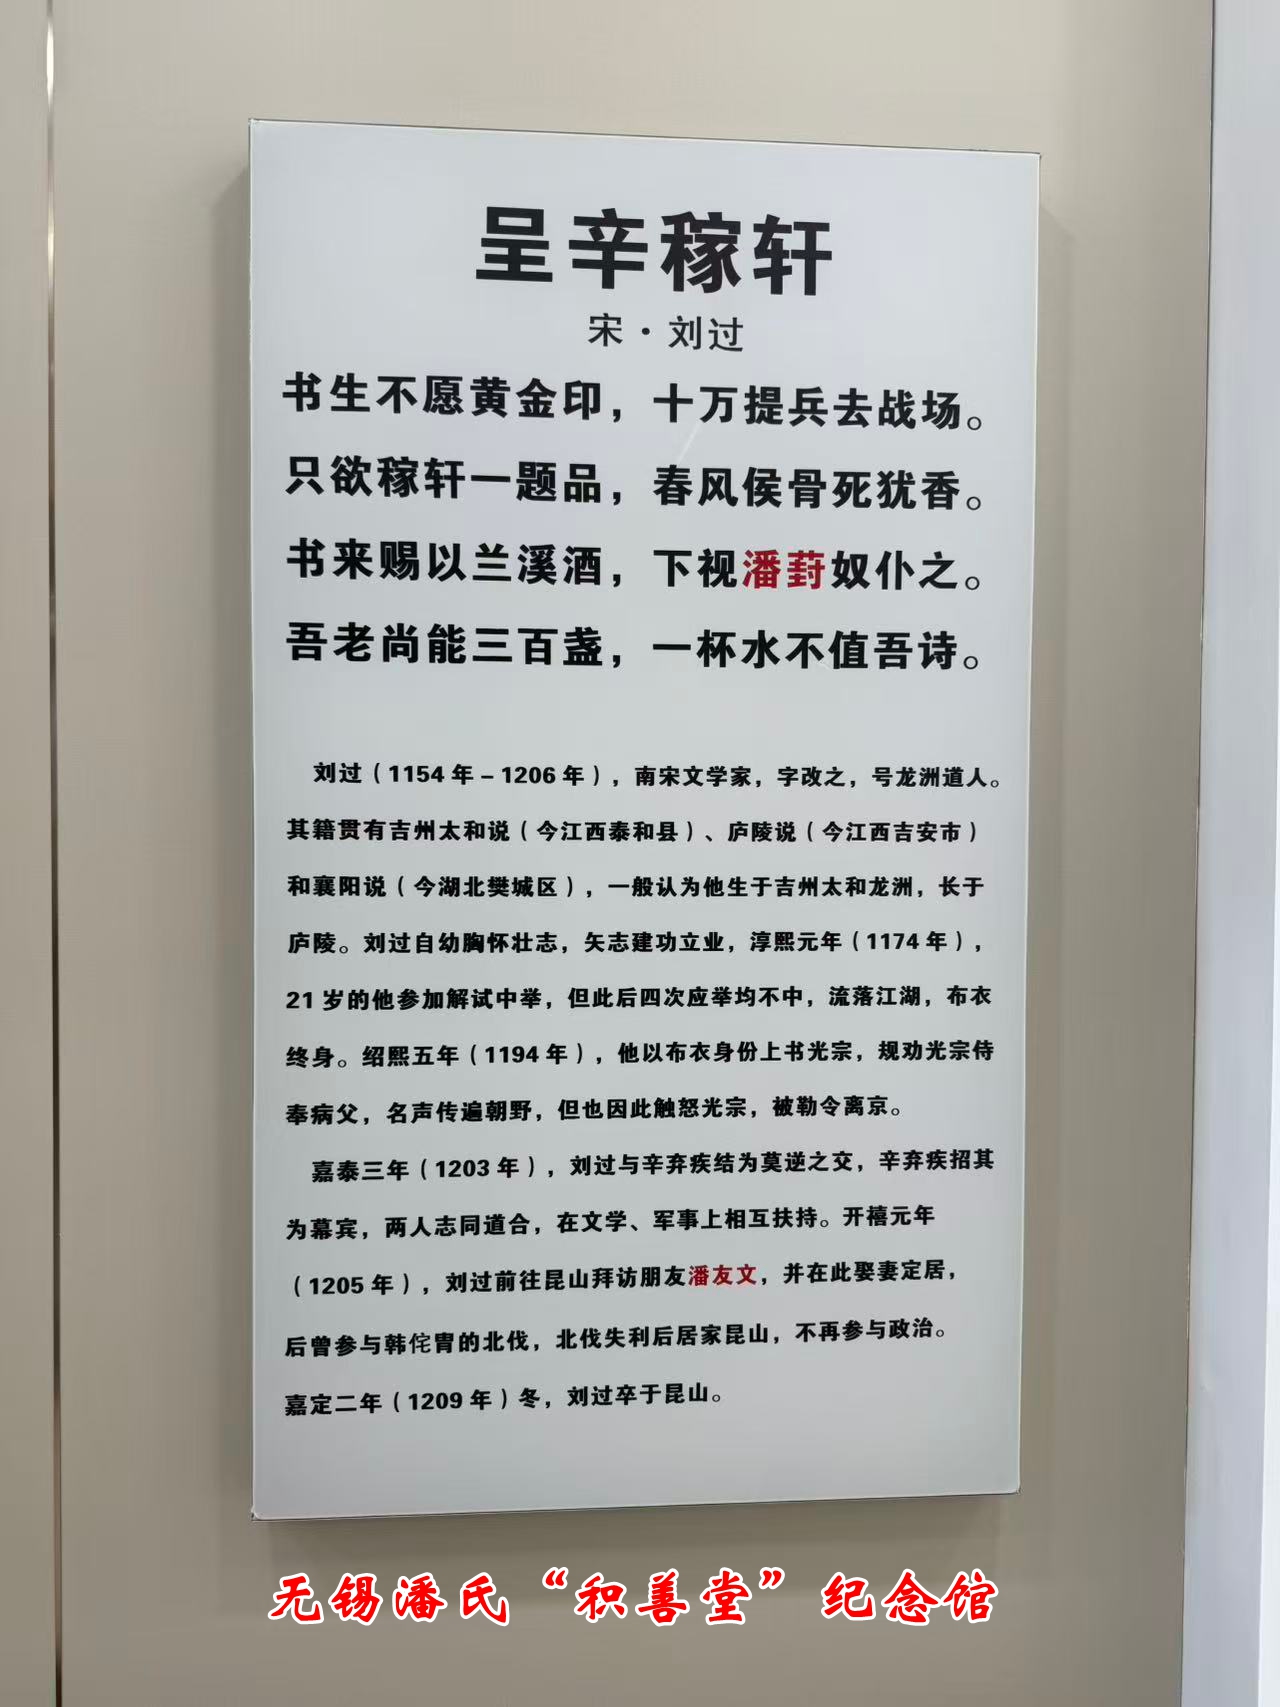 呈辛稼轩
宋·刘过
书生不愿黄金印，十万提兵去战场。
只欲稼轩一题品，春风侯骨死犹香。
书来赐以兰溪酒，下视潘葑奴仆之。
吾老尚能三百盏，一杯水不值吾诗。
刘过（1154年－1206年），南宋文学家，字改之，号龙洲道人。
其籍贯有吉州太和说（今江西泰和县）、庐陵说（今江西吉安市）
和襄阳说（今湖北樊城区），一般认为他生于吉州太和龙洲，长于
庐陵。刘过自幼胸怀壮志，矢志建功立业，淳熙元年（1174年），
21岁的他参加解试中举，但此后四次应举均不中，流落江湖，布衣
终身。绍熙五年（1194年），他以布衣身份上书光宗，规劝光宗侍
奉病父，名声传遍朝野，但也因此触怒光宗，被勒令离京。
嘉泰三年（1203年），刘过与辛弃疾结为莫逆之交，辛弃疾招其
为幕宾，两人志同道合，在文学、军事上相互扶持。开禧元年
（1205年），刘过前往昆山拜访朋友潘友文，并在此娶妻定居，
后曾参与韩侘胄的北伐，北伐失利后居家昆山，不再参与政治。
嘉定二年（1209年）冬，刘过卒于昆山。
无锡潘氏“积善堂”纪念馆